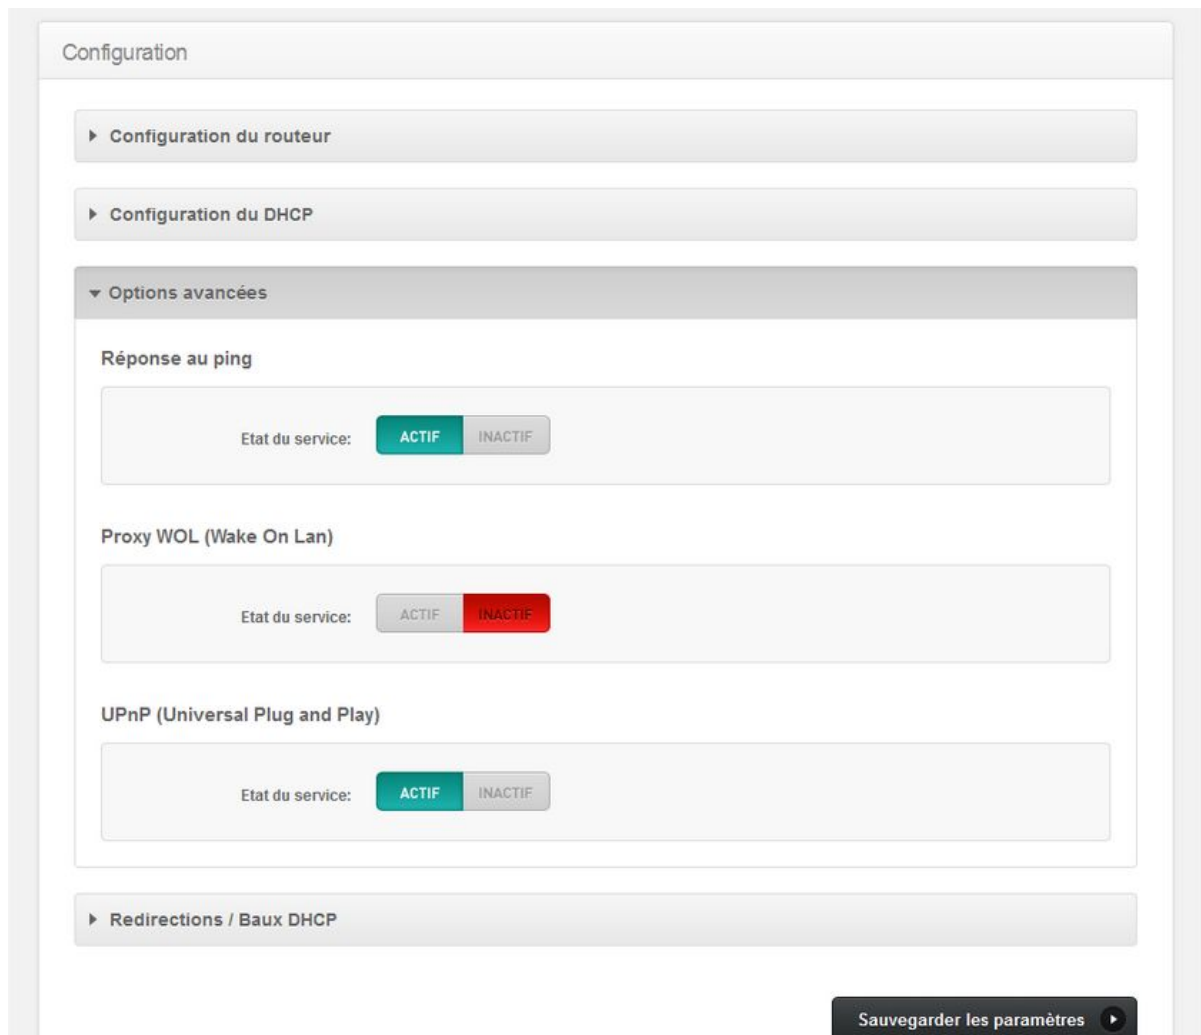 Configuration
Configuration du routeur
Configuration du DHCP
Options avancées
Réponse au ping
Etat du service: ACTIF INACTIF
Proxy WOL (Wake On Lan)
Etat du service: ACTIF INACTIF
UPnP (Universal Plug and Play)
Etat du service: ACTIF INACTIF
Redirections / Baux DHCP
Sauvegarder les paramètres